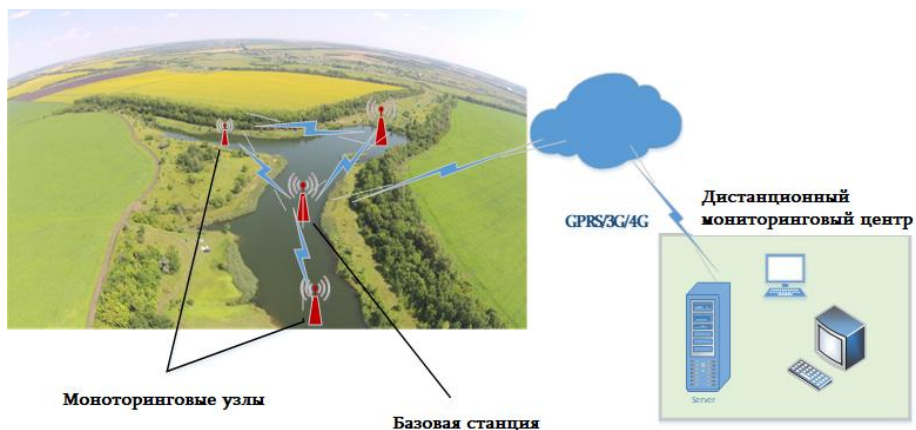 GPRS/3G/4G
Дистанционный
мониторинговый центр
Server
Моноторинговые узлы
Базовая станция